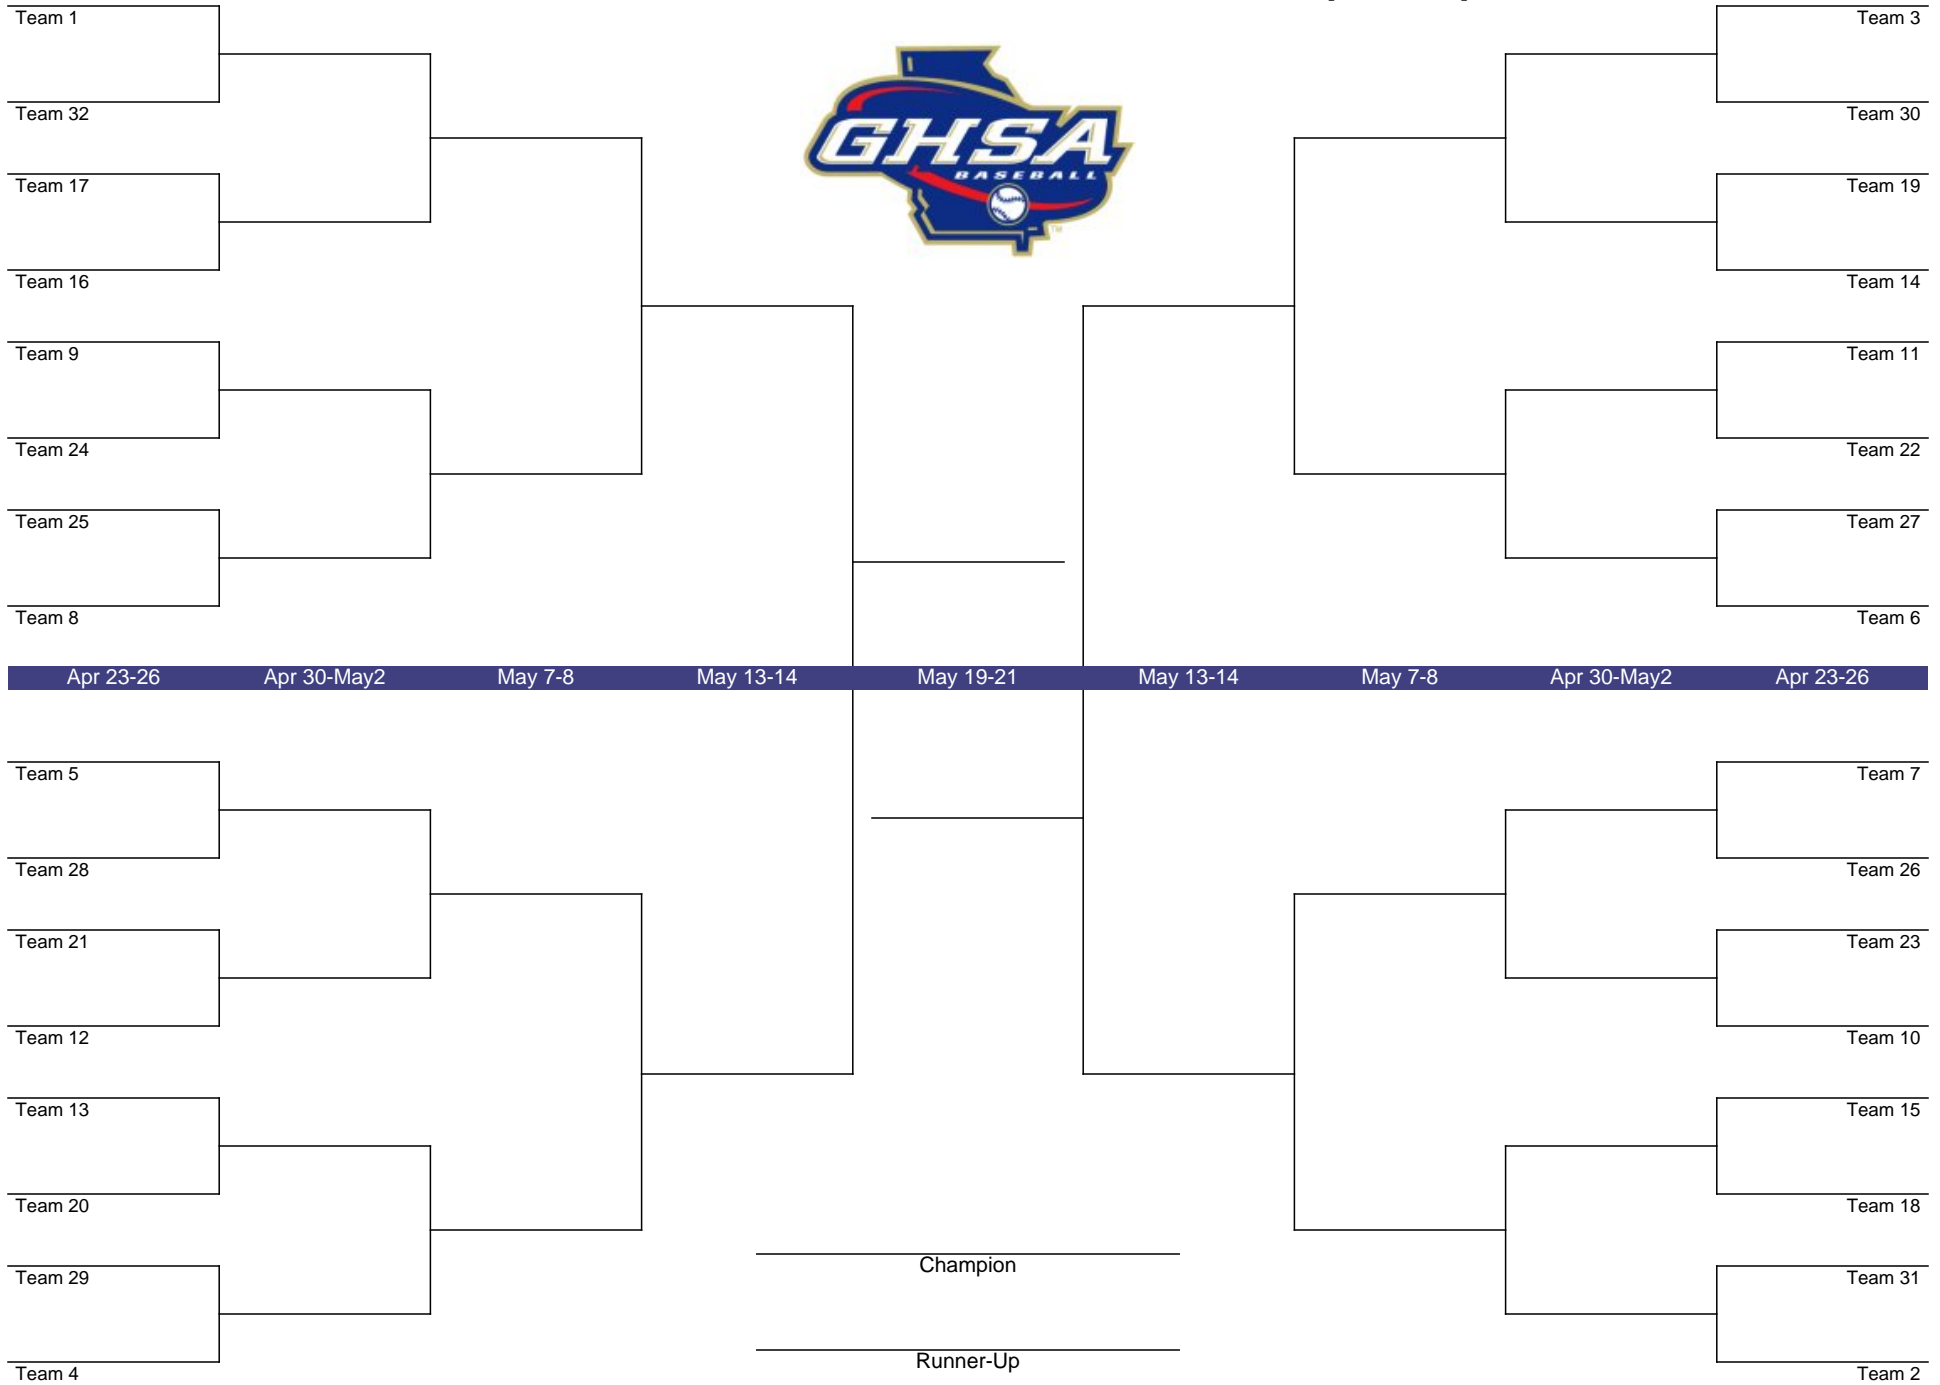 Team 1
Team 3
Team 32
Team 30
GHSA
BASEBALL
TM
Team 17
Team 19
Team 16
Team 14
Team 9
Team 11
Team 24
Team 22
Team 25
Team 27
Team 8
Team 6
Apr 23-26 Apr 30-May2 May 7-8 May 13-14 May 19-21 May 13-14 May 7-8 Apr 30-May2 Apr 23-26
Team 5
Team 7
Team 28
Team 26
Team 21
Team 23
Team 12
Team 10
Team 13
Team 15
Team 20
Team 18
Champion
Team 29
Team 31
Runner-Up
Team 4
Team 2